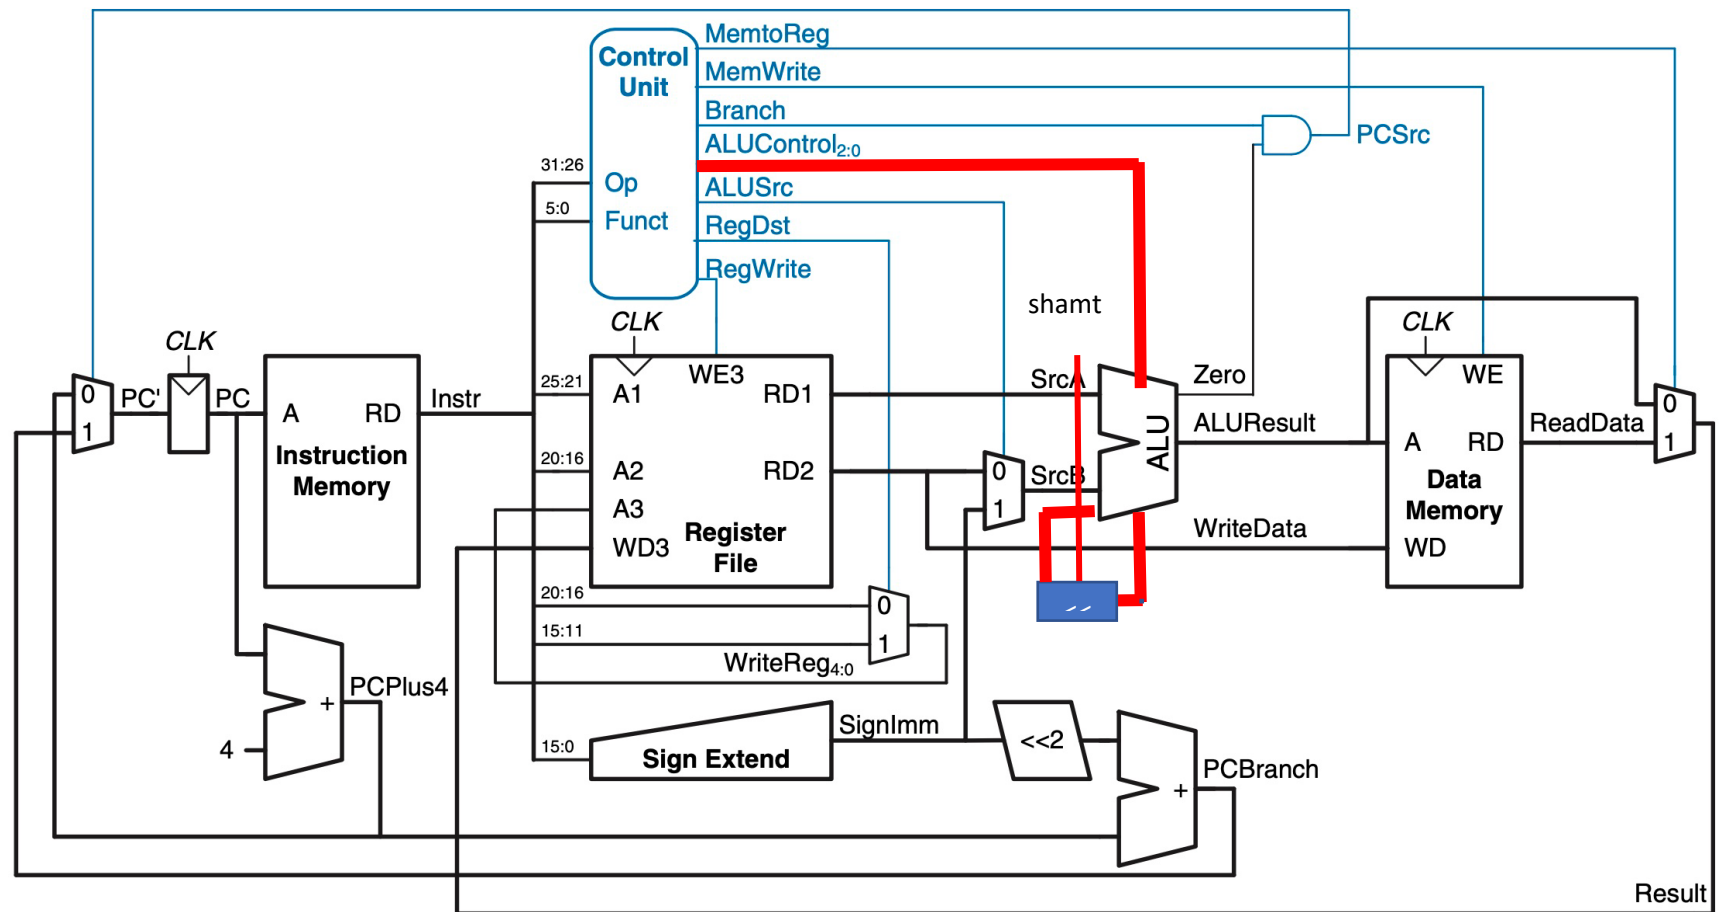 MemtoReg
Control
Unit
MemWrite
Branch
ALUControl2:0
PCSrc
31:26
Op
ALUSrc
5:0
Funct
RegDst
RegWrite
shamt
CLK
CLK
CLK
0
PC'
PC
1
A
RD
Instr
Instruction
Memory
25:21
A1
WE3
RD1
SrcA
Zero
WE
0
ALU
ALUResult
A
RD
ReadData
1
20:16
A2
RD2
0
SrcB
1
Data
Memory
A3
WD3
Register
File
WriteData
WD
20:16
0
15:11
1
WriteReg4:0
PCPlus4
+
4
15:0
Sign Extend
SignImm
<<2
PCBranch
+
Result